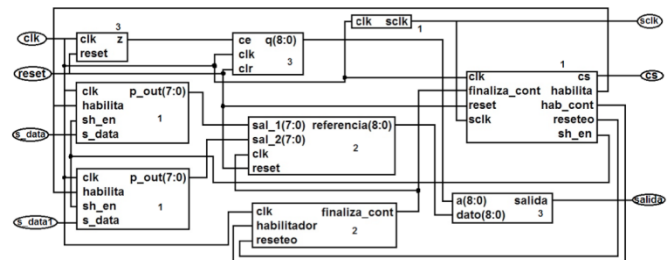 3
clk sclk
1
sclk
clk
clk z
reset
ce q(8:0)
clk
clr
3
1
clk cs
finaliza_cont habilita
reset hab_cont
sclk reseteo
sh_en
cs
reset
clk p_out(7:0)
habilita
sh_en 1
s_data
s_data
sal_1(7:0) referencia(8:0)
sal_2(7:0)
clk 2
reset
clk p_out(7:0)
habilita
sh_en 1
s_data
s_data1
clk finaliza_cont
habilitador
reseteo 2
a(8:0) salida
dato(8:0) 3
salida